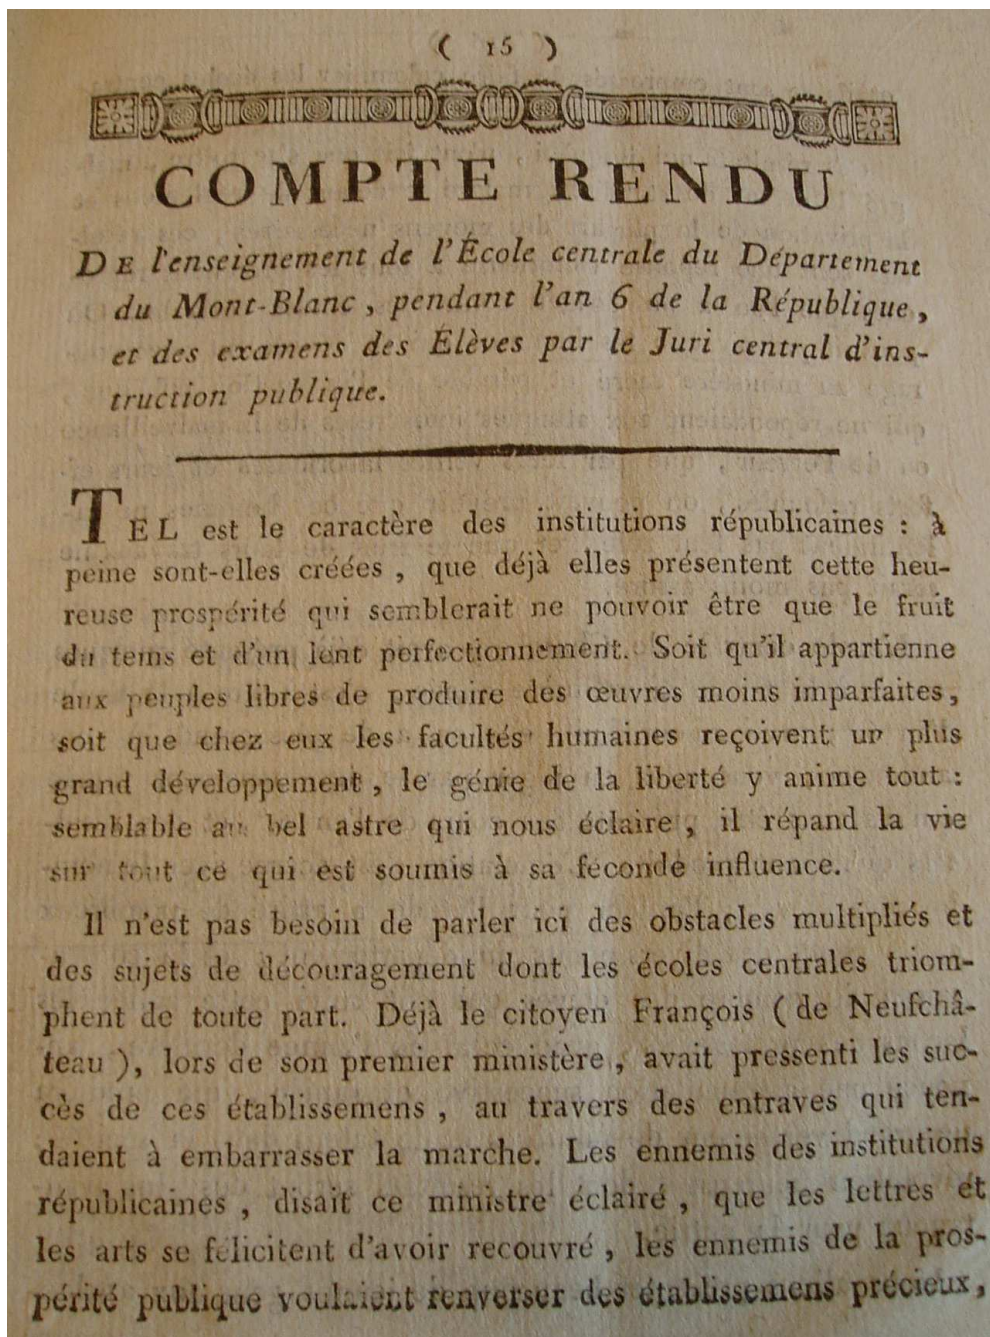 ( 15 )
COMPTE RENDU
DE l'enseignement de l'École centrale du Département
du Mont-Blanc , pendant l'an 6 de la République ,
et des examens des Élèves par le Juri central d'ins-
truction publique.
TEL est le caractère des institutions républicaines : à
peine sont-elles créées , que déjà elles présentent cette heu-
reuse prospérité qui semblerait ne pouvoir être que le fruit
du tems et d'un lent perfectionnement. Soit qu'il appartienne
aux peuples libres de produire des œuvres moins imparfaites ,
soit que chez eux les facultés humaines reçoivent un plus
grand développement , le génie de la liberté y anime tout :
semblable au bel astre qui nous éclaire , il répand la vie
sur tout ce qui est soumis à sa féconde influence.
Il n'est pas besoin de parler ici des obstacles multipliés et
des sujets de découragement dont les écoles centrales triom-
phent de toute part. Déjà le citoyen François ( de Neufchâ-
teau ), lors de son premier ministère , avait pressenti les suc-
cès de ces établissemens , au travers des entraves qui ten-
daient à embarrasser la marche. Les ennemis des institutions
républicaines , disait ce ministre éclairé , que les lettres et
les arts se félicitent d'avoir recouvré , les ennemis de la pros-
périté publique voulaient renverser des établissemens précieux ,